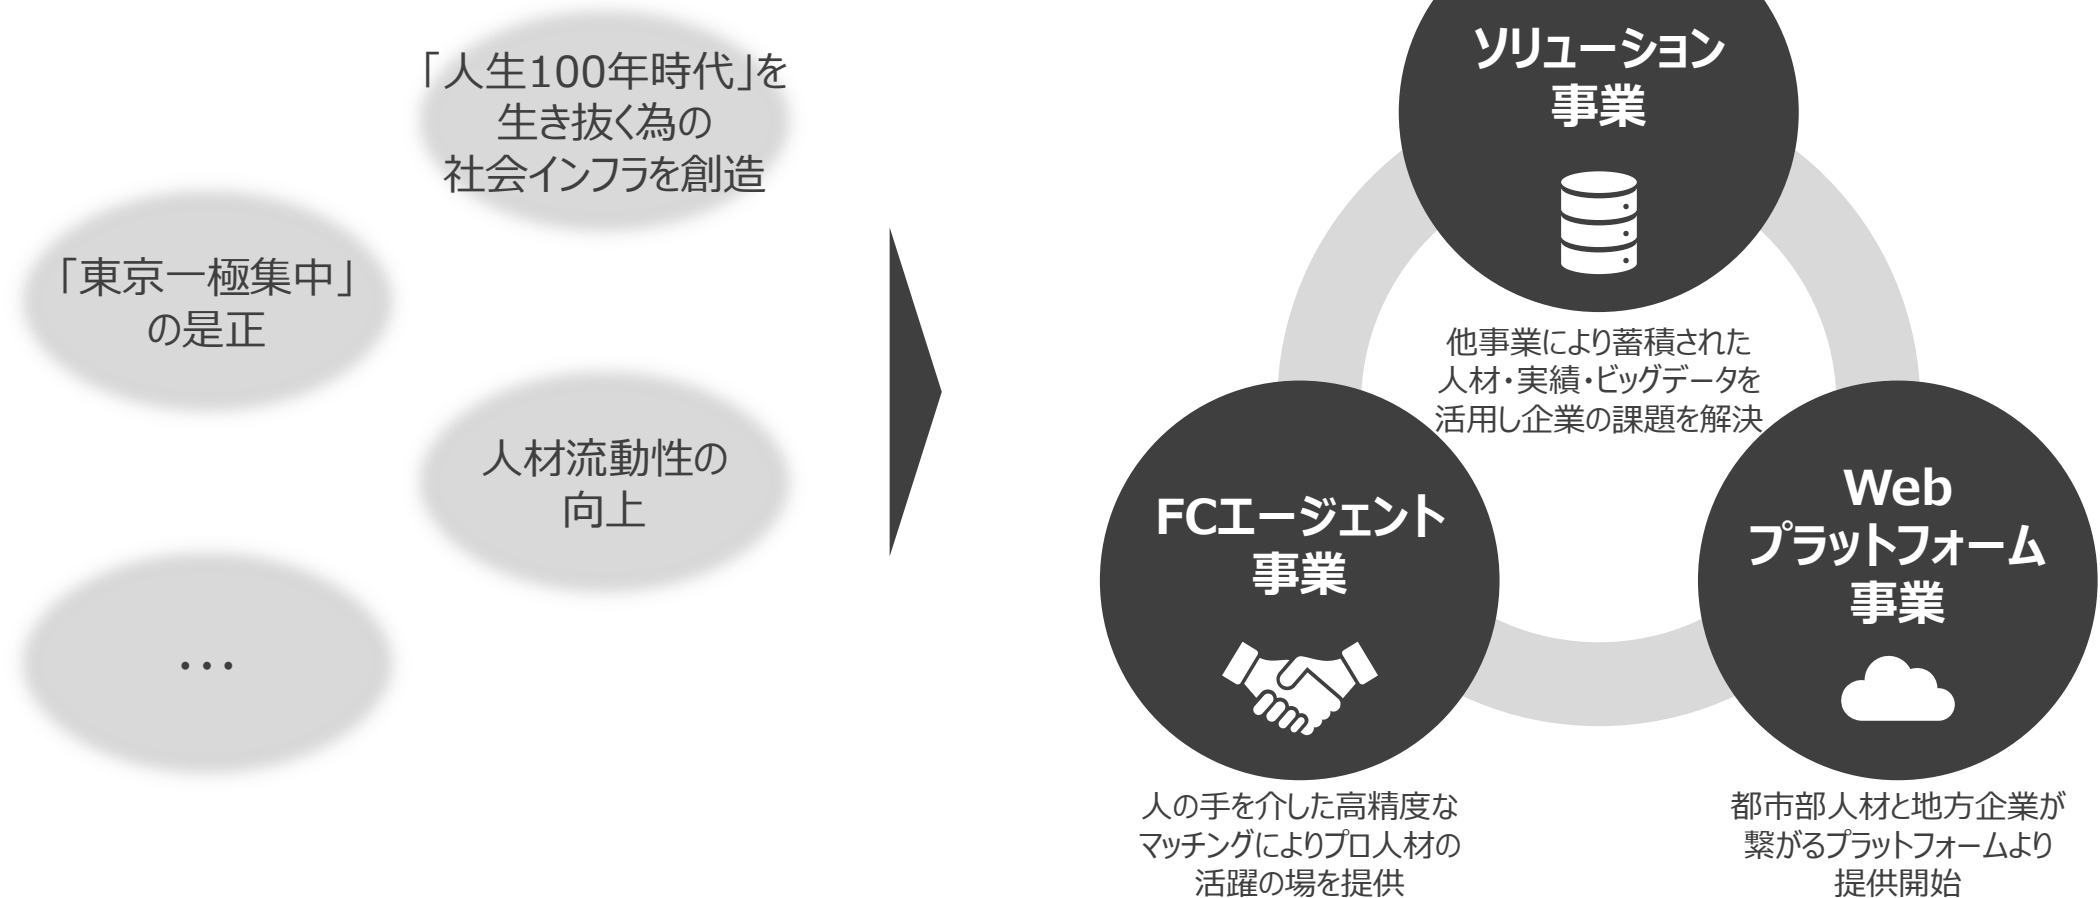 「人生100年時代」を
生き抜く為の
社会インフラを創造
「東京一極集中」
の是正
人材流動性の
向上
・・・
ソリューション
事業
他事業により蓄積された
人材・実績・ビッグデータを
活用し企業の課題を解決
FCエージェント
事業
人の手を介した高精度な
マッチングによりプロ人材の
活躍の場を提供
Web
プラットフォーム
事業
都市部人材と地方企業が
繋がるプラットフォームより
提供開始